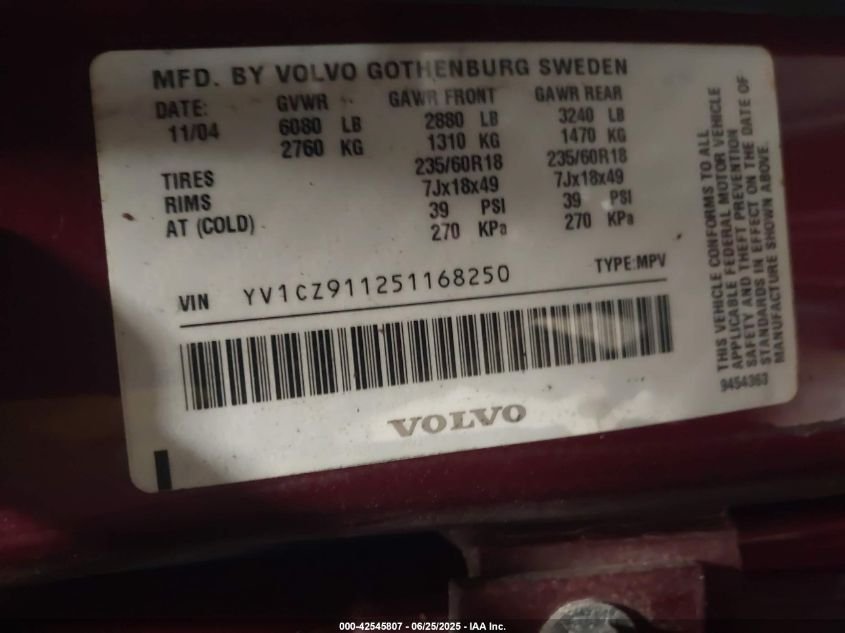 MFD. BY VOLVO GOTHENBURG SWEDEN
DATE: GVWR GAWR FRONT GAWR REAR
11/04 6080 LB 2880 LB 3240 LB
2760 KG 1310 KG 1470 KG
TIRES 235/60R18 235/60R18
RIMS 7Jx18x49 7Jx18x49
AT (COLD) 39 PSI 39 PSI
270 KPa 270 KPa
VIN YV1CZ911251168250 TYPE:MPV
VOLVO
THIS VEHICLE CONFORMS TO ALL
APPLICABLE FEDERAL MOTOR VEHICLE
SAFETY AND THEFT PREVENTION
STANDARDS IN EFFECT ON THE DATE OF
MANUFACTURE SHOWN ABOVE.
9454363
000-42545807 - 06/25/2025 - IAA Inc.